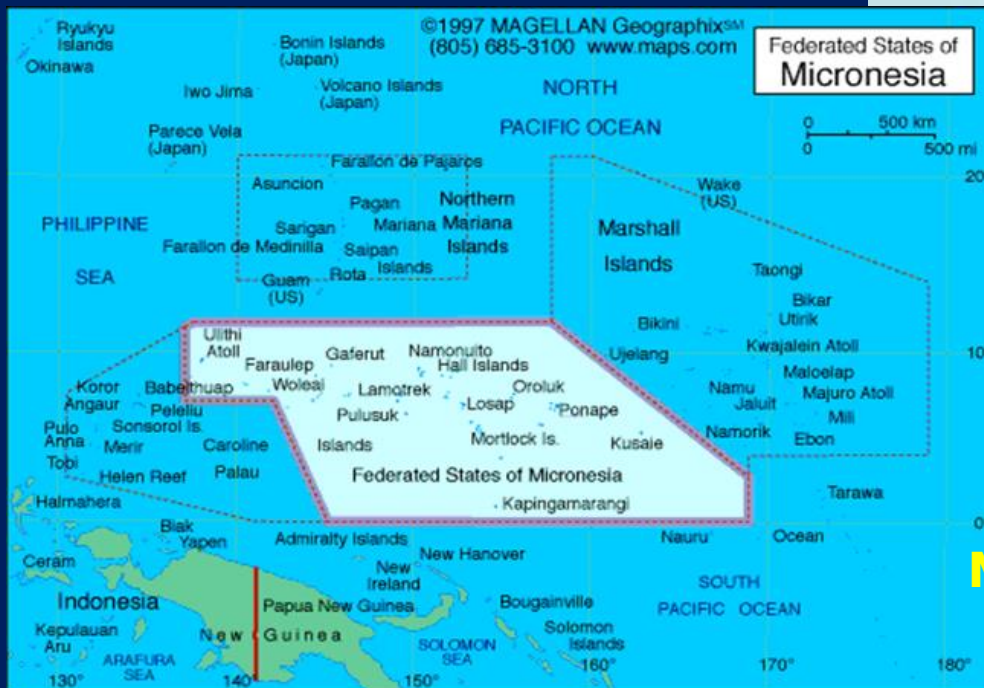 ©1997 MAGELLAN Geographix℠
(805) 685-3100 www.maps.com
Federated States of
Micronesia
Ryukyu
Islands
Okinawa
Bonin Islands
(Japan)
Iwo Jima
Volcano Islands
(Japan)
NORTH
PACIFIC OCEAN
0 500 km
0 500 mi
Parece Vela
(Japan)
Farallon de Pajaros
Asuncion
Pagan
Sarigan
Mariana
Farallon de Medinilla
Saipan
Islands
Rota
Guam
(US)
Northern
Mariana
Islands
PHILIPPINE
SEA
Wake
(US)
20
Marshall
Islands
Taongi
Bikar
Utirik
Bikini
Kwajalein Atoll
Ujelang
Maloelap
Namu
Majuro Atoll
Jaluit
Mili
Namorik
Ebon
10
Ulithi
Atoll
Faraulep
Gaferut
Namonuito
Hall Islands
Woleai
Lamotrek
Oroluk
Pulusuk
Losap
Ponape
Mortlock Is.
Kusaie
Islands
Federated States of Micronesia
Kapingamarangi
Koror
Babelthuap
Angaur
Peleliu
Pulo
Anna
Sonsorol Is.
Merir
Caroline
Tobi
Helen Reef
Palau
Halmahera
Tarawa
0
Biak
Yapen
Admiralty Islands
Nauru
Ocean
Ceram
New Hanover
New
Ireland
Indonesia
Papua New Guinea
Bougainville
SOUTH
PACIFIC OCEAN
Kepulauan
Aru
New Guinea
Solomon
Islands
ARAFURA
SEA
SOLOMON
SEA
130° 140° 150° 160° 170° 180°